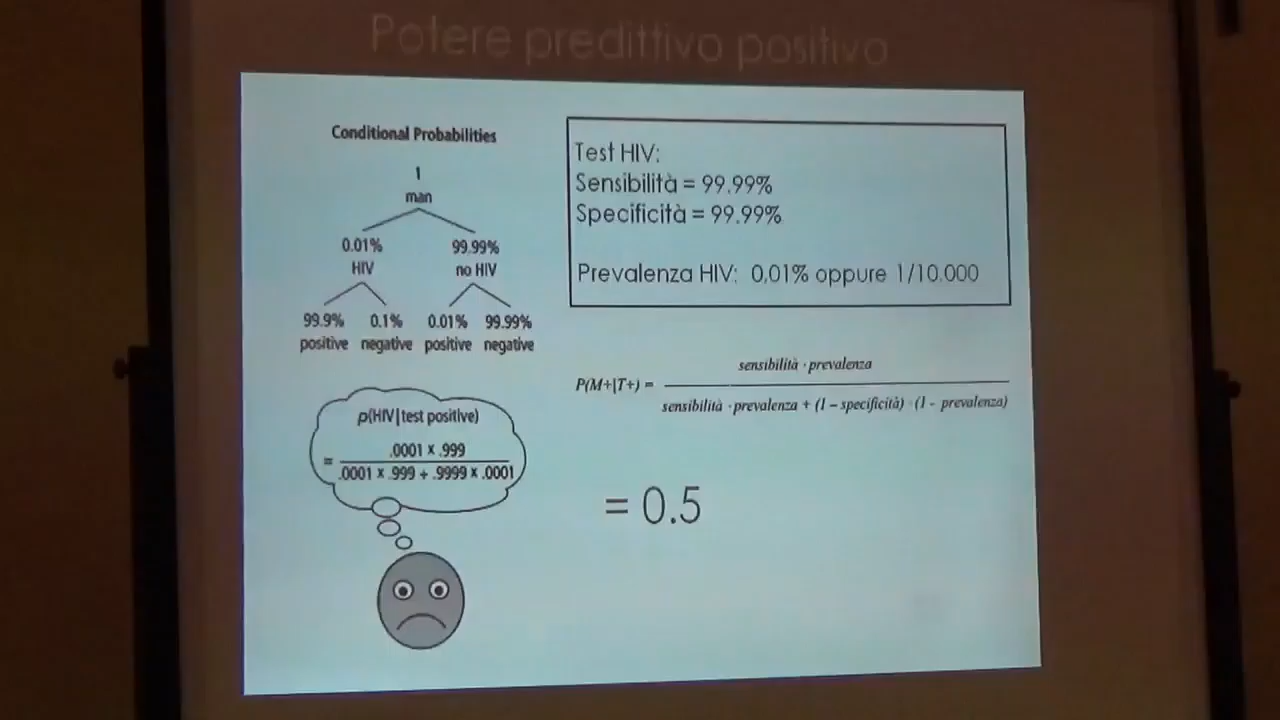 Potere predittivo positivo
Conditional Probabilities
1
man
0.01% 99.99%
HIV no HIV
99.9% 0.1% 0.01% 99.99%
positive negative positive negative
p(HIV|test positive)
= .0001 x .999
.0001 x .999 + .9999 x .0001
Test HIV:
Sensibilità = 99.99%
Specificità = 99.99%
Prevalenza HIV: 0,01% oppure 1/10.000
sensibilità · prevalenza
P(M+|T+) =
sensibilità · prevalenza + (1 – specificità) · (1 - prevalenza)
= 0.5